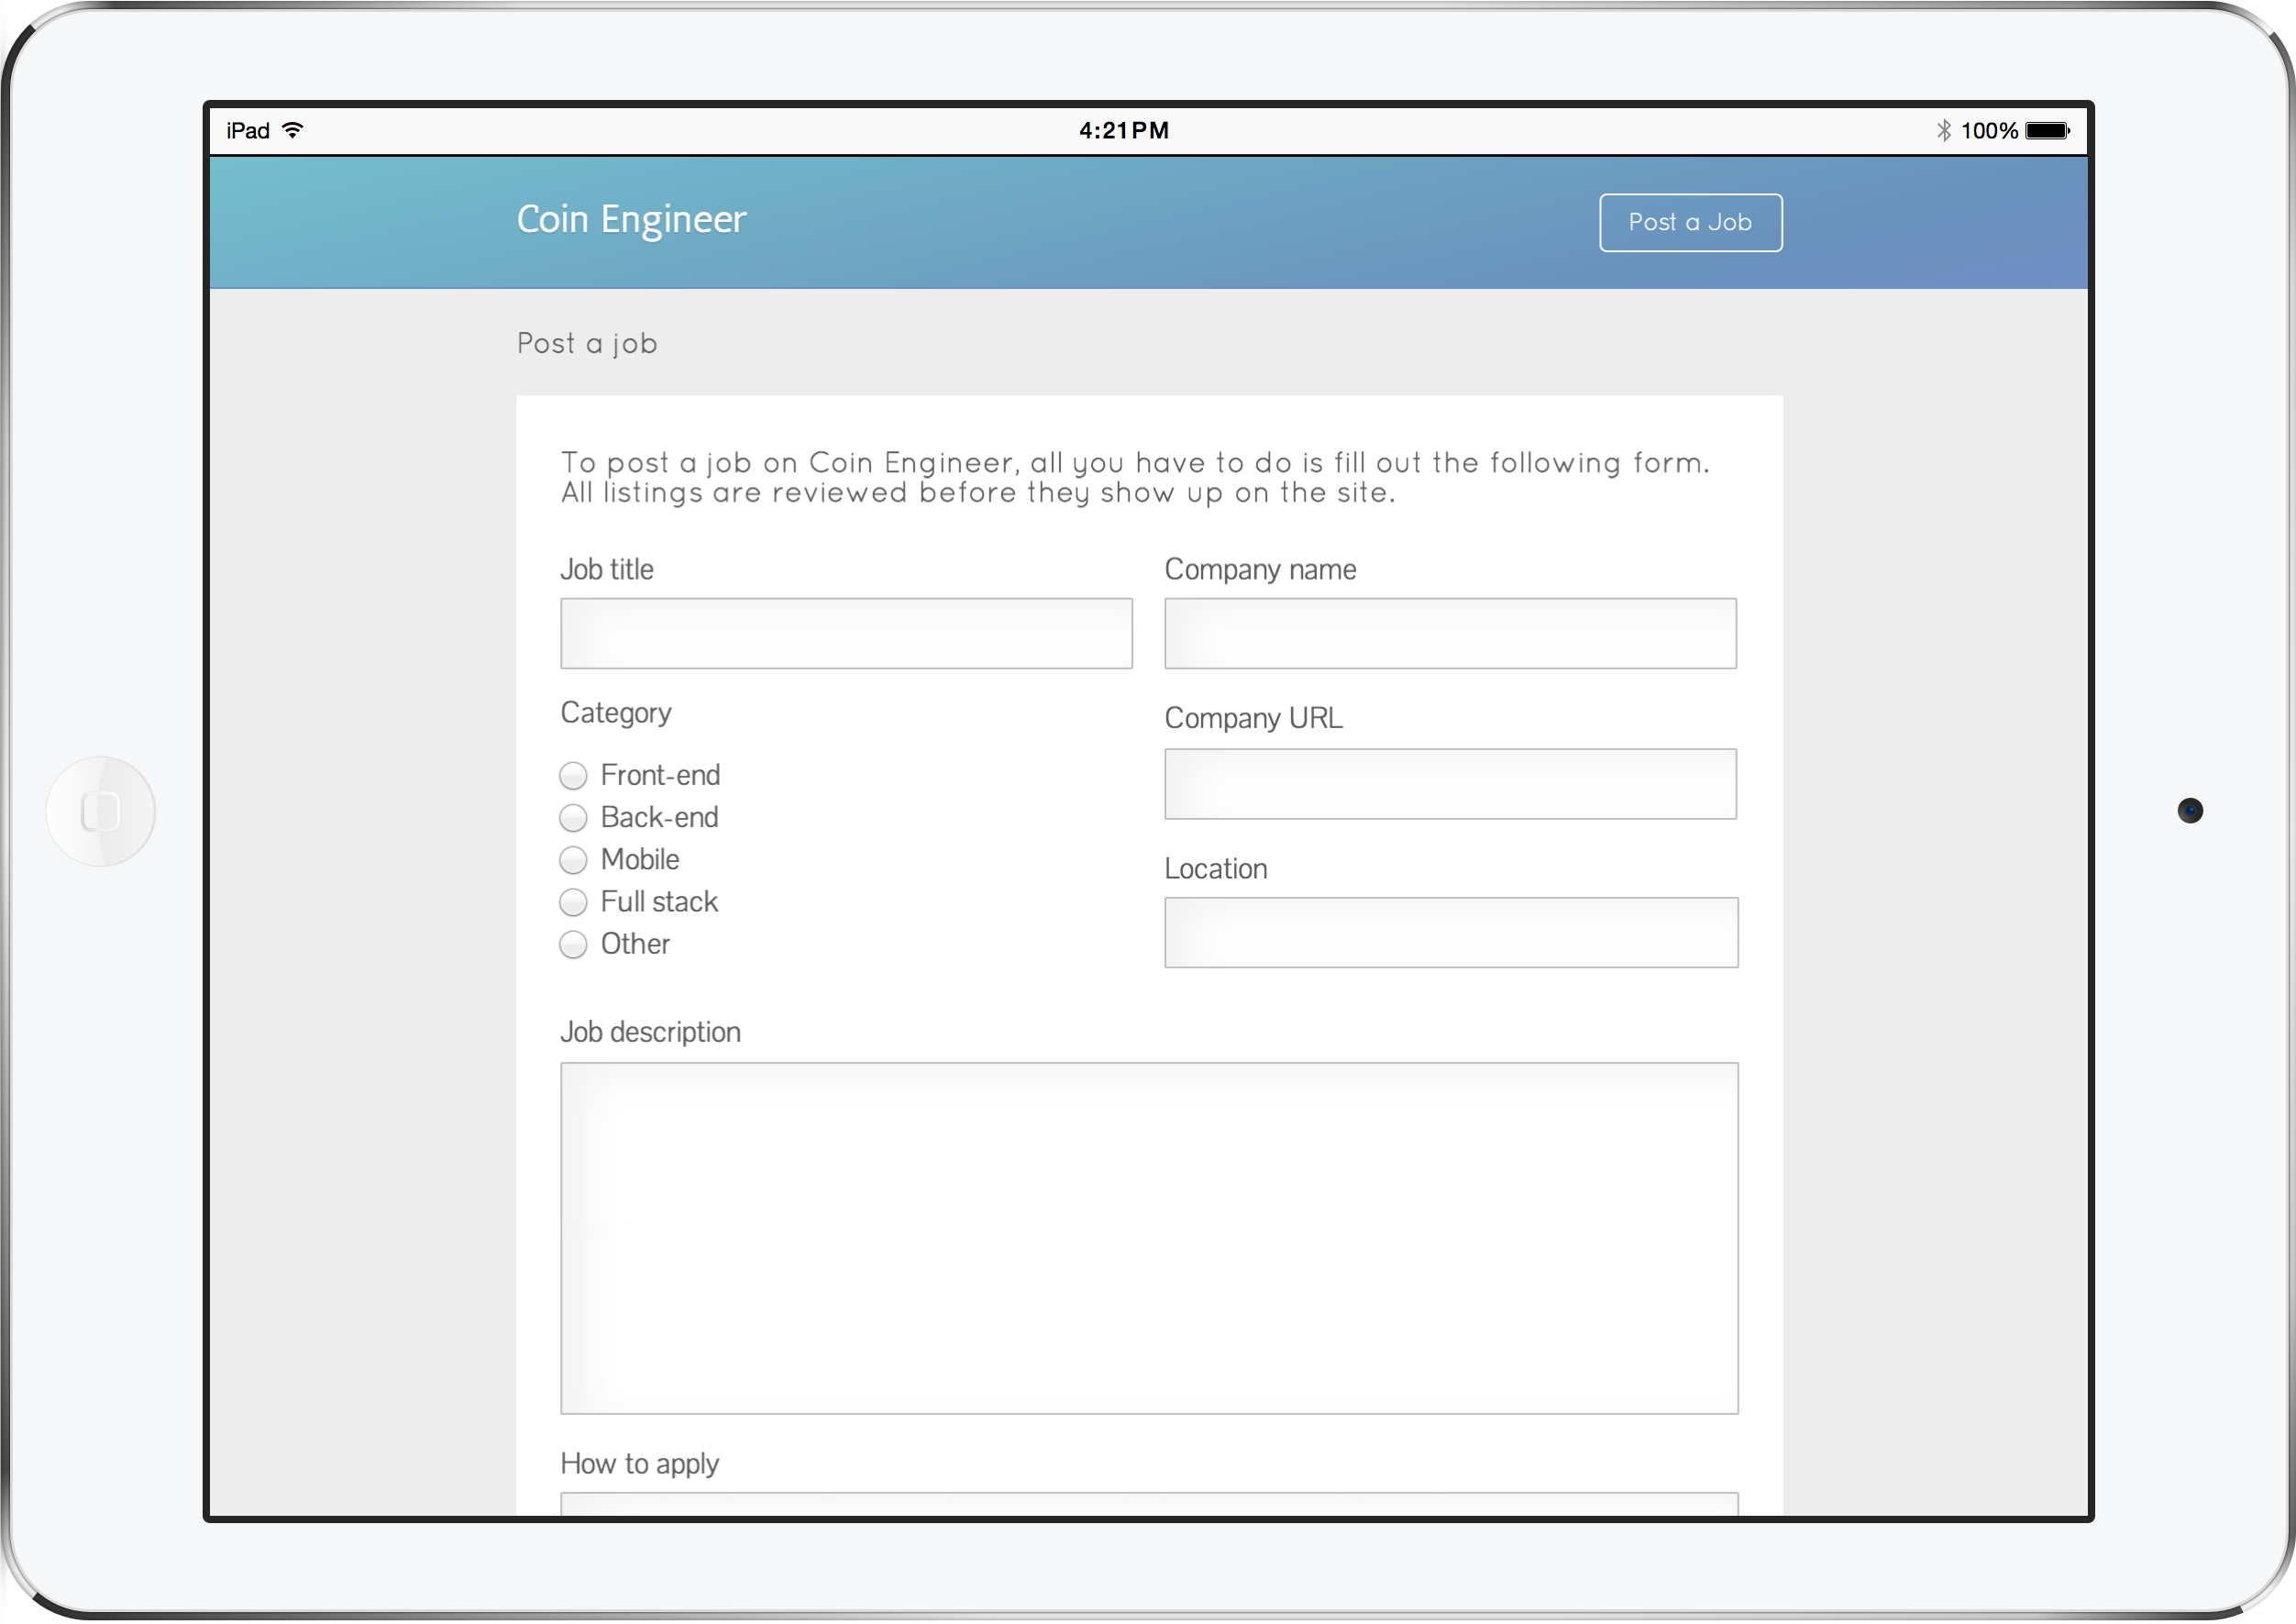 iPad
4:21PM
100%
Coin Engineer
Post a Job
Post a job
To post a job on Coin Engineer, all you have to do is fill out the following form.
All listings are reviewed before they show up on the site.
Job title
Company name
Category
Company URL
Front-end
Back-end
Mobile
Location
Full stack
Other
Job description
How to apply